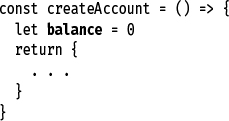 const createAccount = () => {
  let balance = 0
  return {
    . . .
  }
}